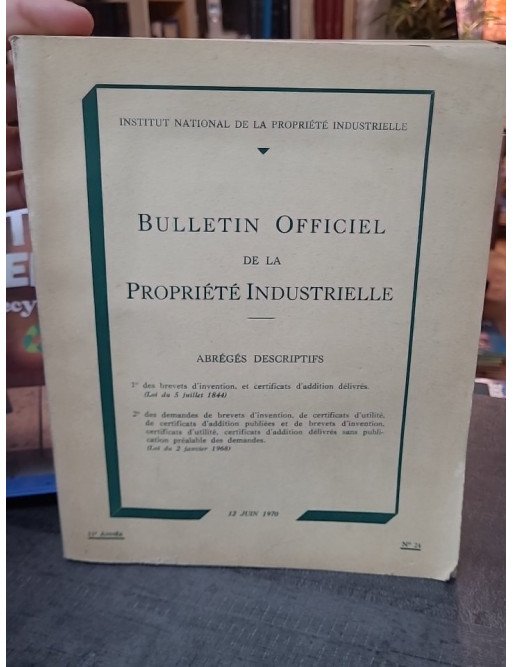 INSTITUT NATIONAL DE LA PROPRIÉTÉ INDUSTRIELLE
BULLETIN OFFICIEL
DE LA
PROPRIÉTÉ INDUSTRIELLE
ABRÉGÉS DESCRIPTIFS
1° des brevets d'invention, et certificats d'addition délivrés.
(Loi du 5 juillet 1844)
2° des demandes de brevets d'invention, de certificats d'utilité,
de certificats d'addition publiées et de brevets d'invention,
certificats d'utilité, certificats d'addition délivrés sans publi-
cation préalable des demandes.
(Loi du 2 janvier 1968)
12 JUIN 1970
Année
N° 24